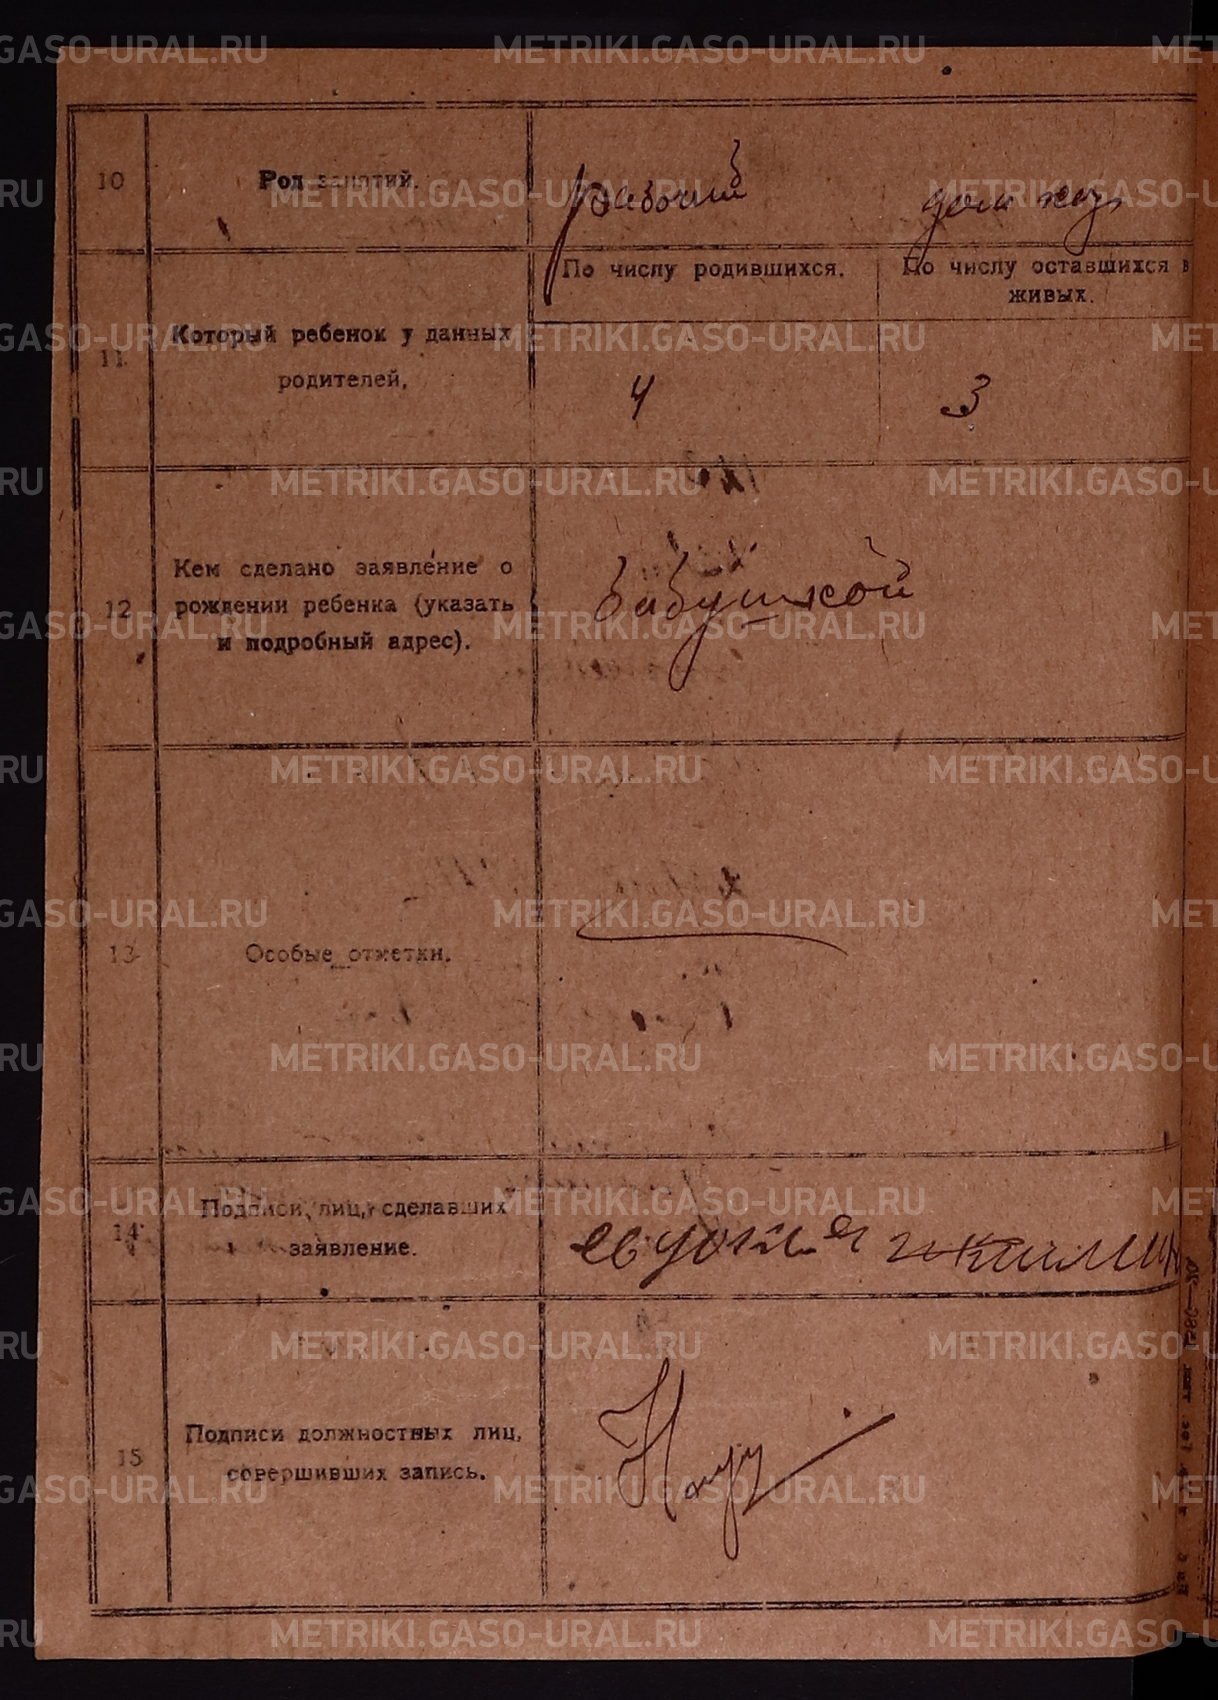 10
Род занятий.
рабочий
дом хоз
11
Который ребенок у данных
родителей,
По числу родившихся.
По числу оставшихся в
живых.
4
3
12
Кем сделано заявление о
рождении ребенка (указать
и подробный адрес).
бабушкой
13
Особые отметки.
14
Подписи лиц, сделавших
заявление.
15
Подписи должностных лиц,
совершивших запись.
METRIKI.GASO-URAL.RU